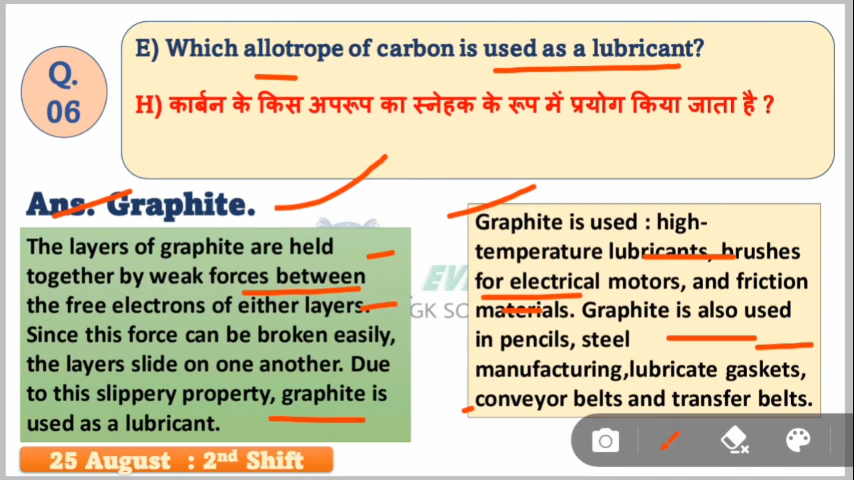 Q.
06
E) Which allotrope of carbon is used as a lubricant?
H) कार्बन के किस अपरूप का स्नेहक के रूप में प्रयोग किया जाता है ?
Ans. Graphite.
The layers of graphite are held
together by weak forces between
the free electrons of either layers.
Since this force can be broken easily,
the layers slide on one another. Due
to this slippery property, graphite is
used as a lubricant.
Graphite is used : high-
temperature lubricants, brushes
for electrical motors, and friction
materials. Graphite is also used
in pencils, steel
manufacturing,lubricate gaskets,
conveyor belts and transfer belts.
GK
25 August : 2nd Shift